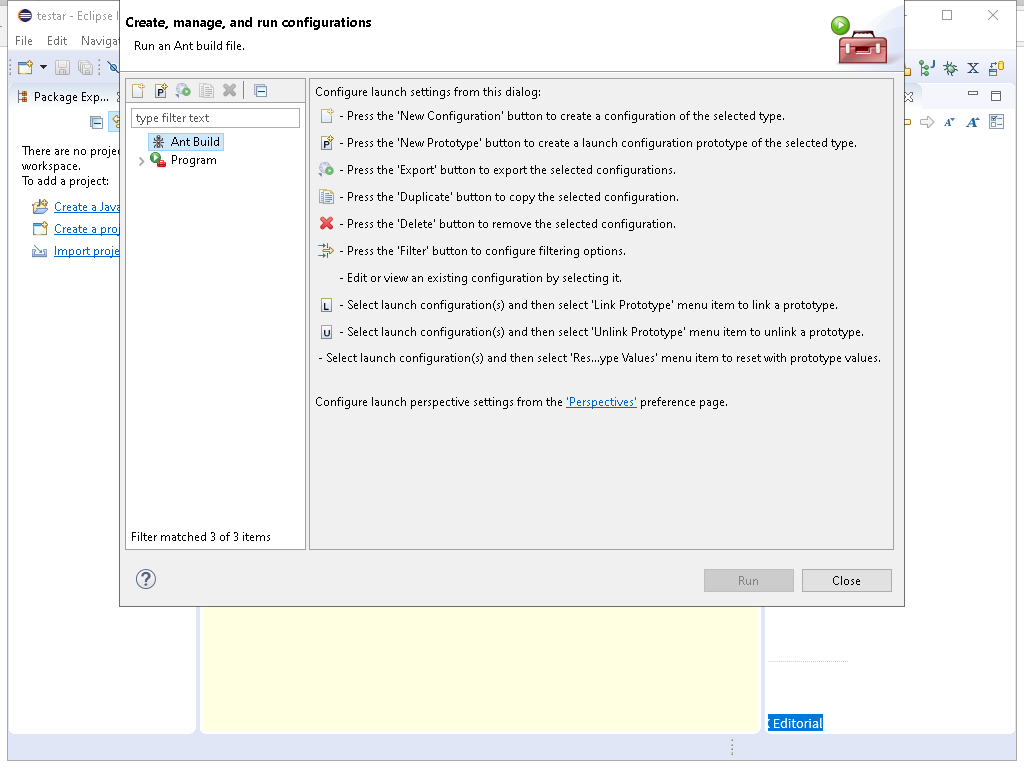 testar - Eclipse
Create, manage, and run configurations
File Edit
Run an Ant build file.
Package Exp...
type filter text
Ant Build
Program
Filter matched 3 of 3 items
There are no
workspace.
To add a project:
Create a
Create a
Import
Configure launch settings from this dialog:
- Press the 'New Configuration' button to create a configuration of the selected type.
- Press the 'New Prototype' button to create a launch configuration prototype of the selected type.
- Press the 'Export' button to export the selected configurations.
- Press the 'Duplicate' button to copy the selected configuration.
- Press the 'Delete' button to remove the selected configuration.
- Press the 'Filter' button to configure filtering options.
- Edit or view an existing configuration by selecting it.
- Select launch configuration(s) and then select 'Link Prototype' menu item to link a prototype.
- Select launch configuration(s) and then select 'Unlink Prototype' menu item to unlink a prototype.
- Select launch configuration(s) and then select 'Res...ype Values' menu item to reset with prototype values.
Configure launch perspective settings from the 'Perspectives' preference page.
Run Close
Editorial